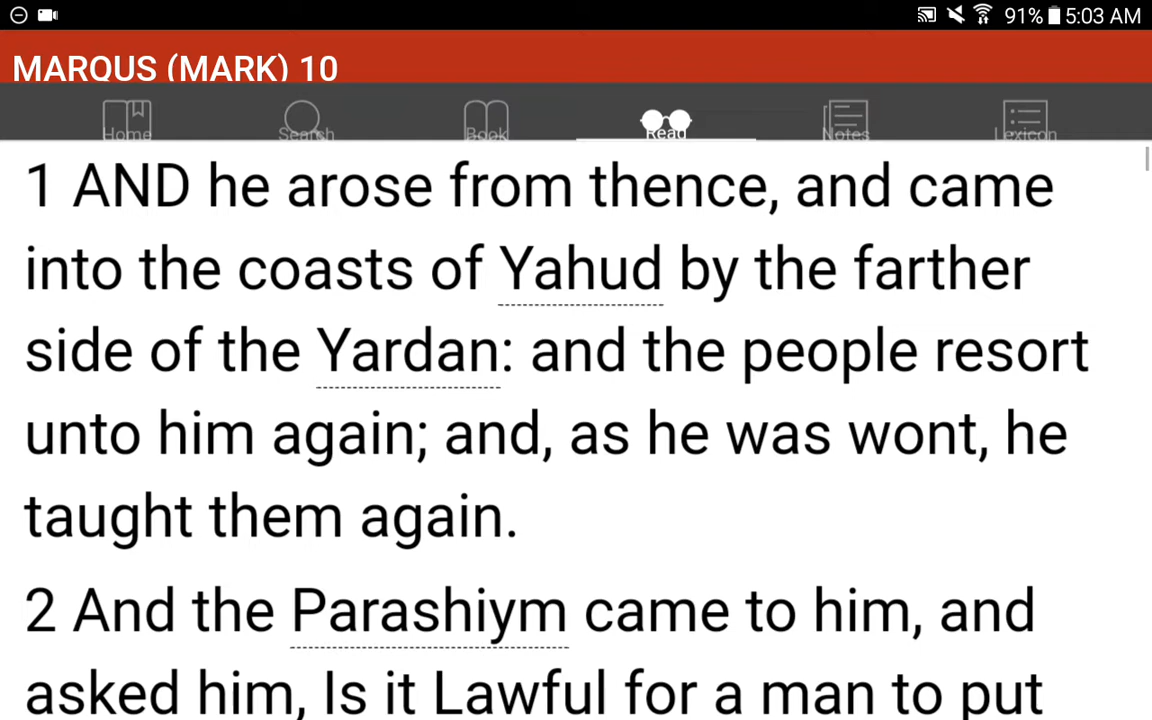 91% 5:03 AM
MARQUS (MARK) 10
Home Search Book Read Notes Lexicon
1 AND he arose from thence, and came
into the coasts of Yahud by the farther
side of the Yardan: and the people resort
unto him again; and, as he was wont, he
taught them again.
2 And the Parashiym came to him, and
asked him, Is it Lawful for a man to put